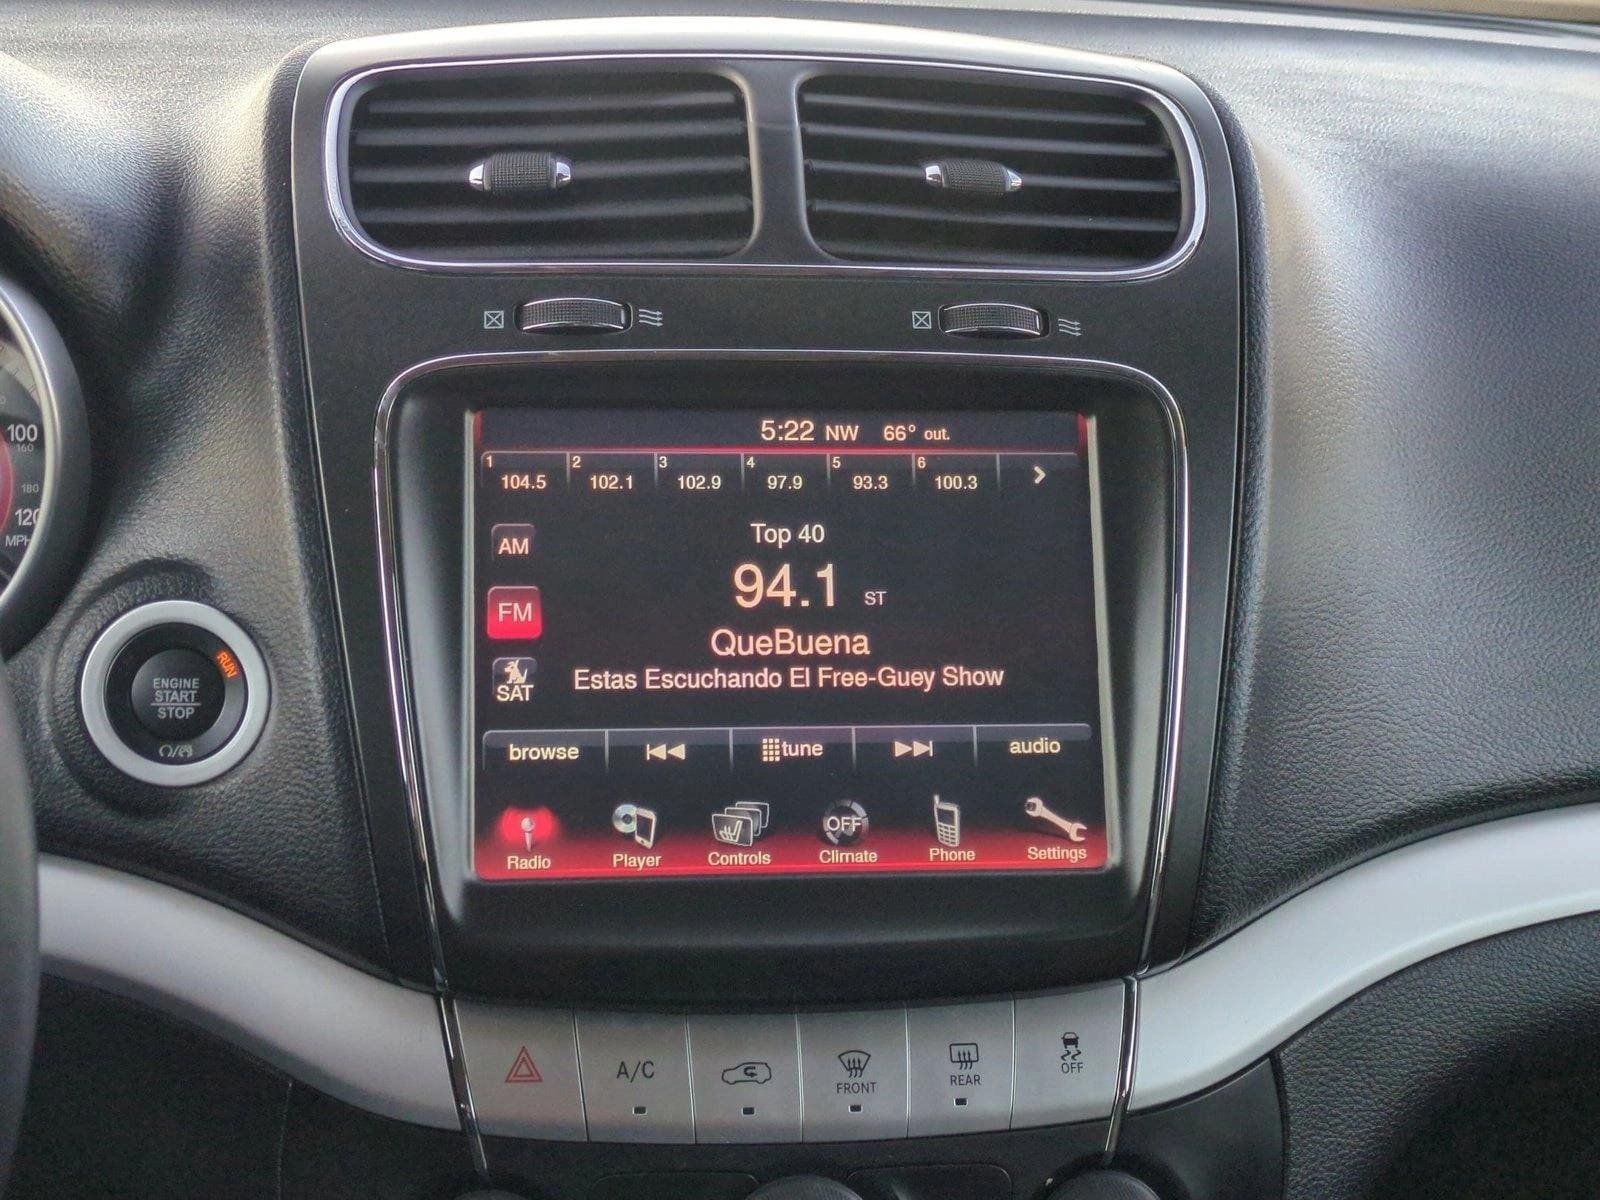 5:22 NW 66° out.
1 104.5
2 102.1
3 102.9
4 97.9
5 93.3
6 100.3
AM
Top 40
94.1 ST
FM
QueBuena
Estas Escuchando El Free-Guey Show
SAT
browse
tune
audio
OFF
Radio
Player
Controls
Climate
Phone
Settings
100
160
180
120
MPH
RUN
ENGINE
START
STOP
A/C
FRONT
REAR
OFF